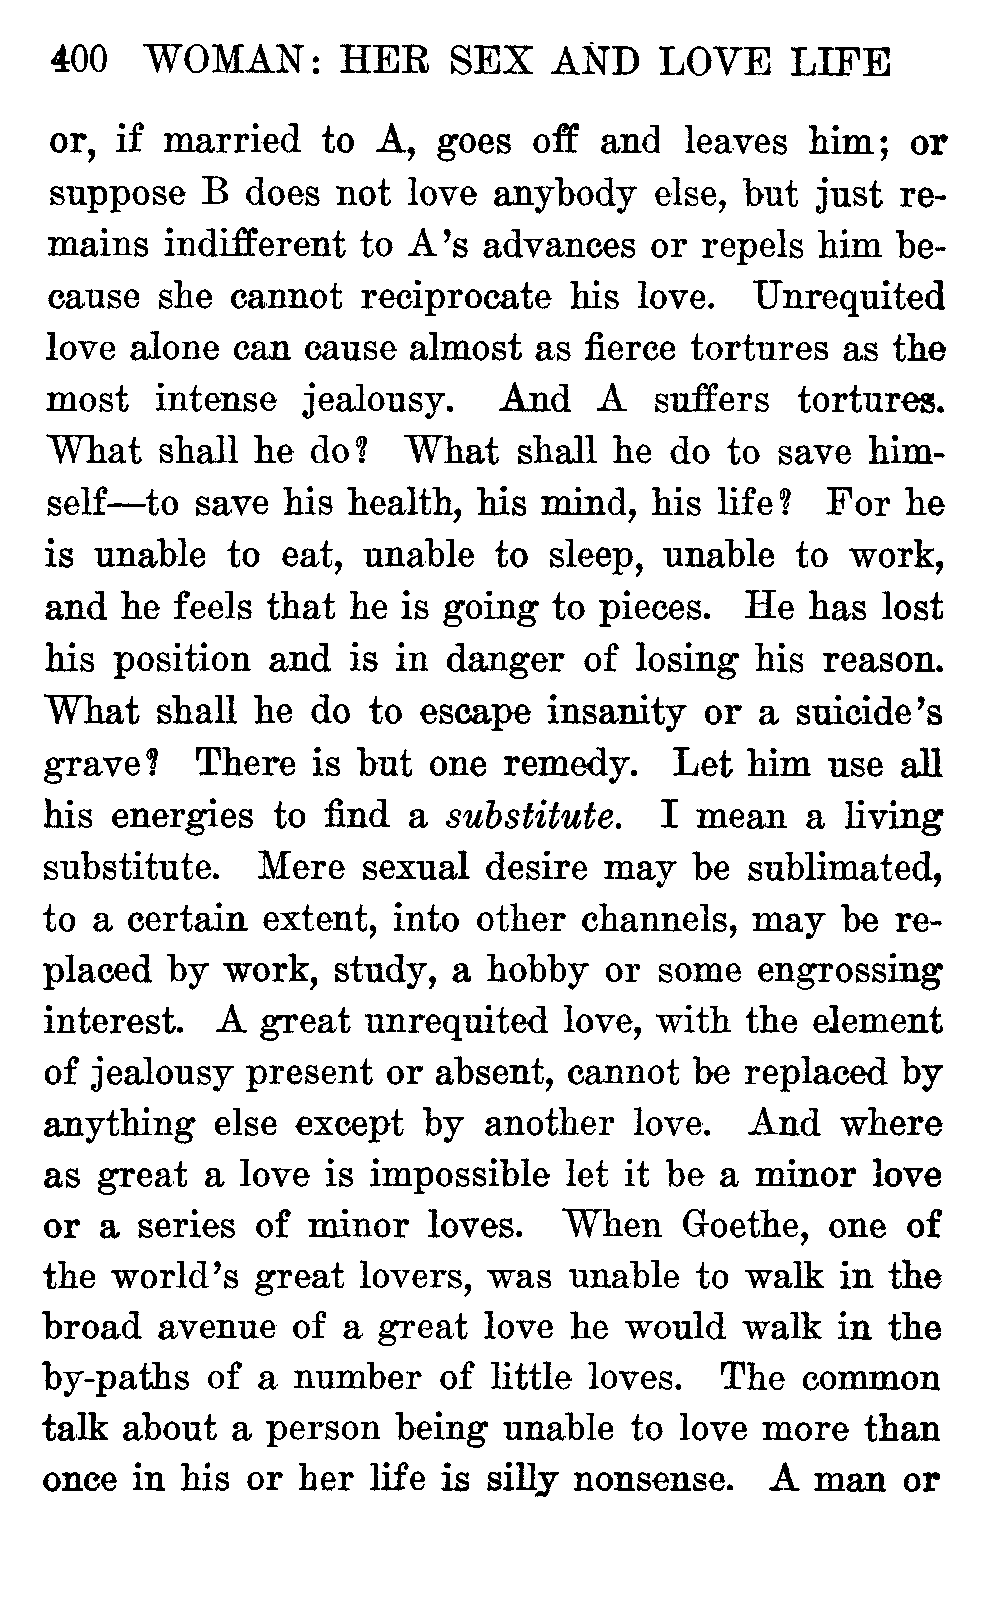 400 WOMAN: HER SEX AND LOVE LIFE
or, if married to A, goes off and leaves him; or
suppose B does not love anybody else, but just re-
mains indifferent to A's advances or repels him be-
cause she cannot reciprocate his love. Unrequited
love alone can cause almost as fierce tortures as the
most intense jealousy. And A suffers tortures.
What shall he do? What shall he do to save him-
self—to save his health, his mind, his life? For he
is unable to eat, unable to sleep, unable to work,
and he feels that he is going to pieces. He has lost
his position and is in danger of losing his reason.
What shall he do to escape insanity or a suicide's
grave? There is but one remedy. Let him use all
his energies to find a substitute. I mean a living
substitute. Mere sexual desire may be sublimated,
to a certain extent, into other channels, may be re-
placed by work, study, a hobby or some engrossing
interest. A great unrequited love, with the element
of jealousy present or absent, cannot be replaced by
anything else except by another love. And where
as great a love is impossible let it be a minor love
or a series of minor loves. When Goethe, one of
the world's great lovers, was unable to walk in the
broad avenue of a great love he would walk in the
by-paths of a number of little loves. The common
talk about a person being unable to love more than
once in his or her life is silly nonsense. A man or